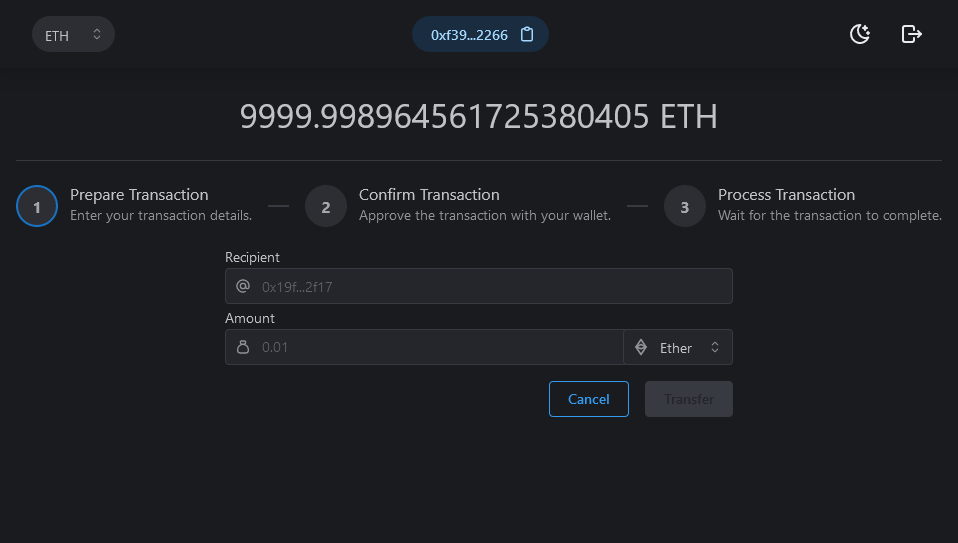 ETH
0xf39...2266
9999.998964561725380405 ETH
1
Prepare Transaction
Enter your transaction details.
2
Confirm Transaction
Approve the transaction with your wallet.
3
Process Transaction
Wait for the transaction to complete.
Recipient
0x19f...2f17
Amount
0.01
Ether
Cancel
Transfer